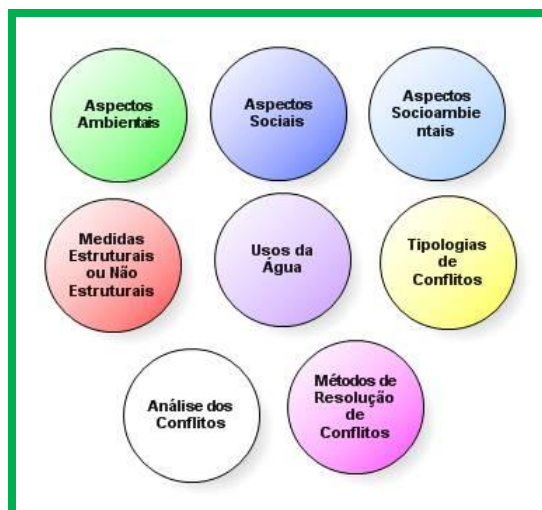 Aspectos
Ambientais
Aspectos
Sociais
Aspectos
Socioambie
ntais
Medidas
Estruturais
ou Não
Estruturais
Usos da
Água
Tipologias
de
Conflitos
Análise dos
Conflitos
Métodos de
Resolução
de
Conflitos